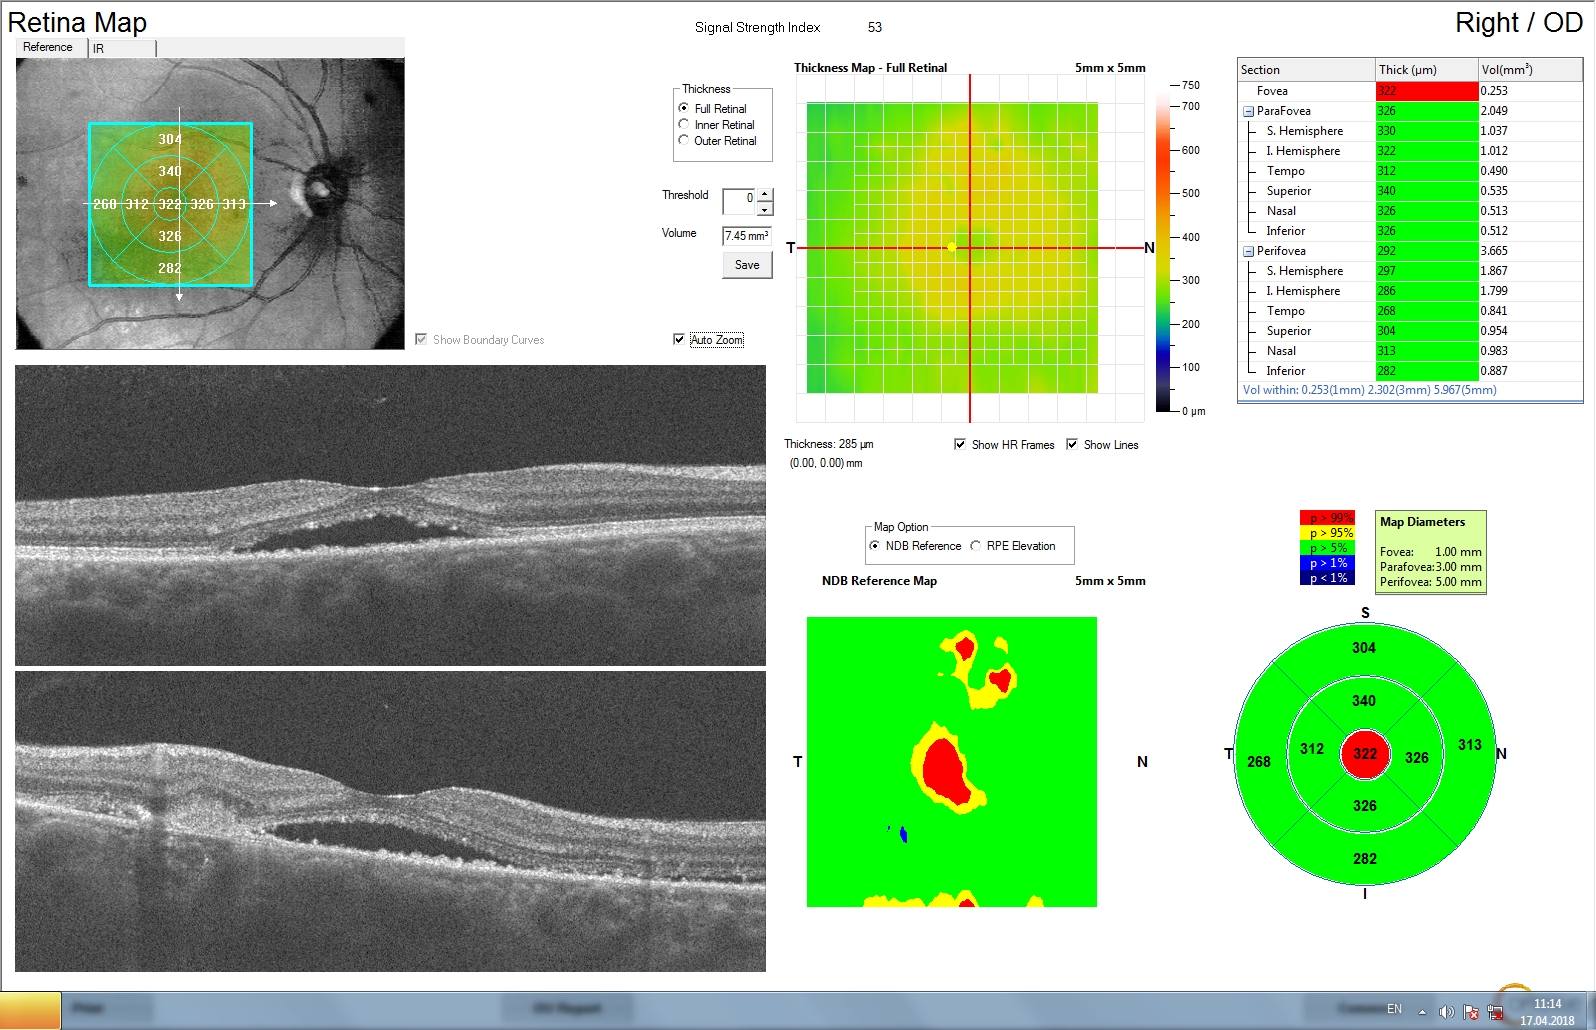 Retina Map
Signal Strength Index 53
Right / OD
Reference IR
304
340
260 312 322 326 313
326
282
Show Boundary Curves
Thickness
Full Retinal
Inner Retinal
Outer Retinal
Threshold 0
Volume 7.45 mm³
Save
Auto Zoom
Thickness Map - Full Retinal 5mm x 5mm
T N
750
700
600
500
400
300
200
100
0 µm
Thickness: 285 µm
(0.00, 0.00) mm
Show HR Frames Show Lines
Section Thick (µm) Vol(mm³)
Fovea 322 0.253
ParaFovea 326 2.049
S. Hemisphere 330 1.037
I. Hemisphere 322 1.012
Tempo 312 0.490
Superior 340 0.535
Nasal 326 0.513
Inferior 326 0.512
Perifovea 292 3.665
S. Hemisphere 297 1.867
I. Hemisphere 286 1.799
Tempo 268 0.841
Superior 304 0.954
Nasal 313 0.983
Inferior 282 0.887
Vol within: 0.253(1mm) 2.302(3mm) 5.967(5mm)
Map Option
NDB Reference RPE Elevation
NDB Reference Map 5mm x 5mm
T N
p > 99%
p > 95%
p > 5%
p > 1%
p < 1%
Map Diameters
Fovea: 1.00 mm
Parafovea:3.00 mm
Perifovea: 5.00 mm
S
304
340
T 268 312 322 326 313 N
326
282
I
EN
11:14
17.04.2018